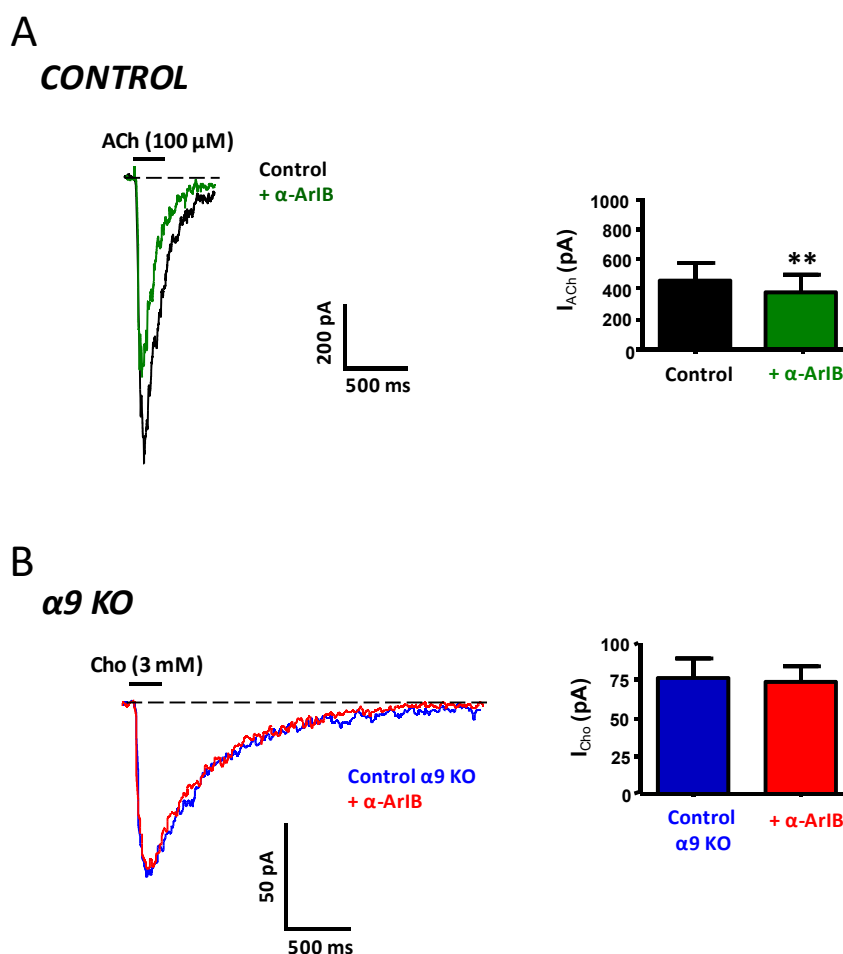 A
CONTROL
ACh (100 µM)
Control
+ α-ArIB
200 pA
500 ms
I_ACh (pA)
1000
800
600
400
200
0
**
Control
+ α-ArIB
B
α9 KO
Cho (3 mM)
Control α9 KO
+ α-ArIB
50 pA
500 ms
I_Cho (pA)
100
75
50
25
0
Control
α9 KO
+ α-ArIB